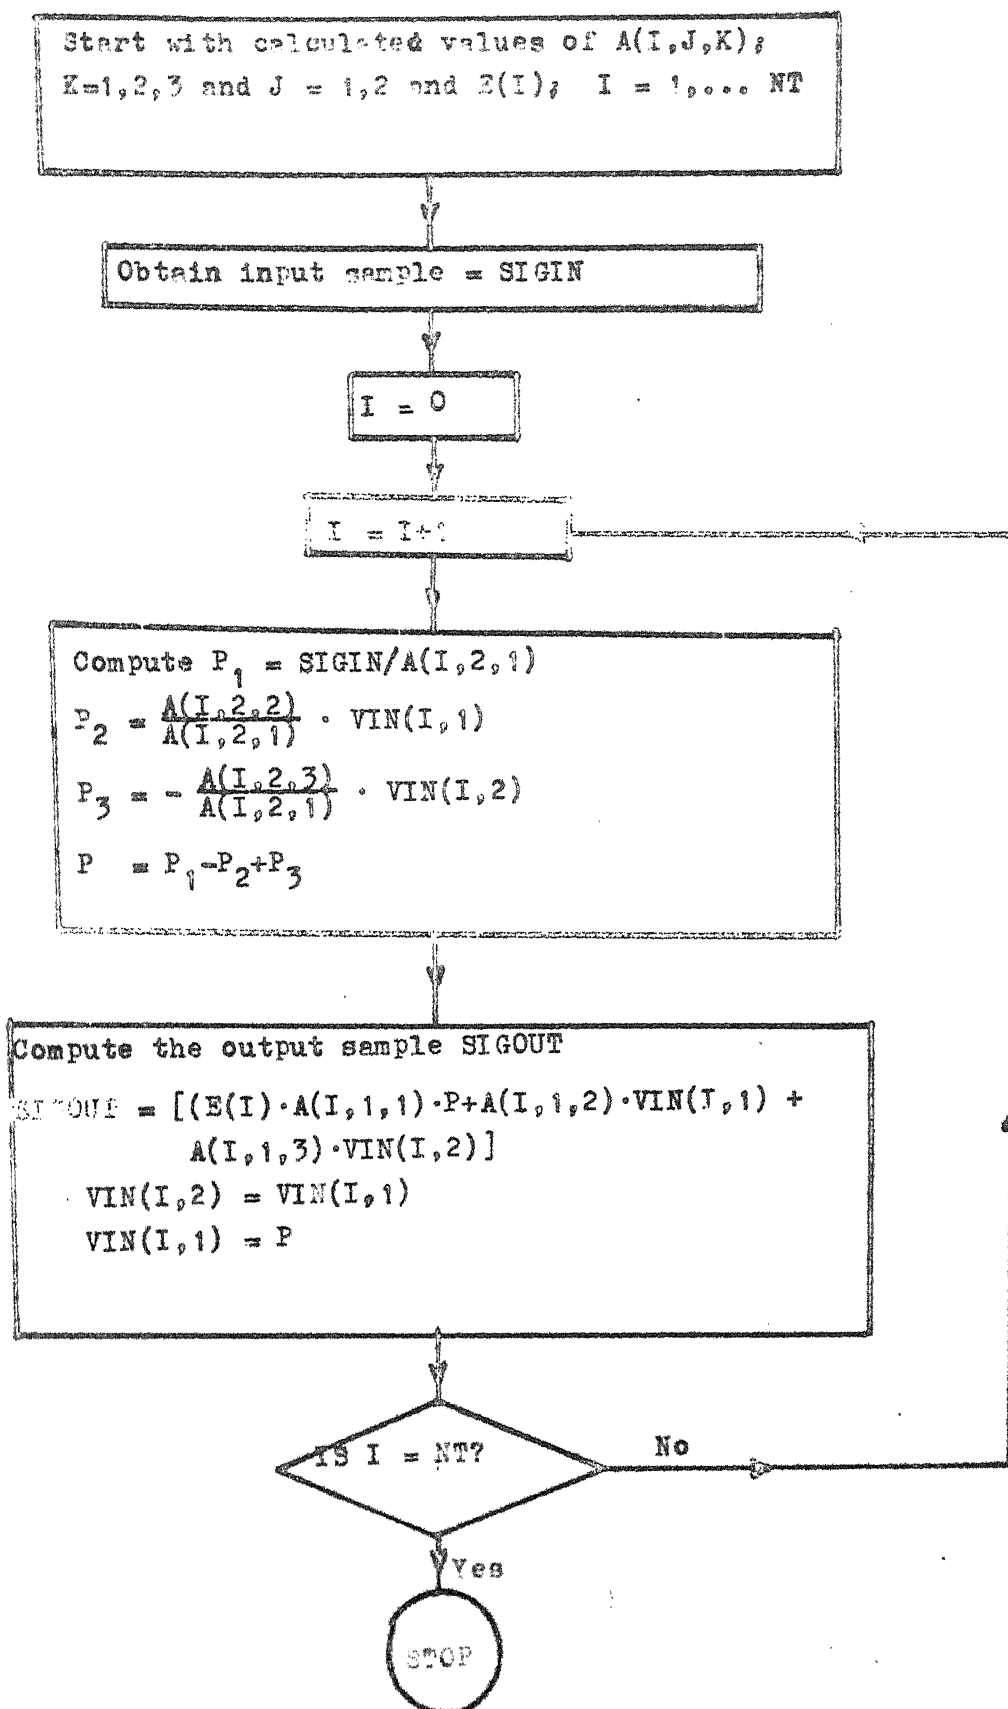 Start with calculated values of A(I,J,K);
K=1,2,3 and J = 1,2 and E(I); I = 1,... NT
Obtain input sample = SIGIN
I = 0
I = I+1
Compute P₁ = SIGIN/A(I,2,1)
P₂ = A(I,2,2)/A(I,2,1) · VIN(I,1)
P₃ = - A(I,2,3)/A(I,2,1) · VIN(I,2)
P = P₁-P₂+P₃
Compute the output sample SIGOUT
SIGOUT = [(E(I)·A(I,1,1)·P+A(I,1,2)·VIN(I,1) +
A(I,1,3)·VIN(I,2)]
VIN(I,2) = VIN(I,1)
VIN(I,1) = P
IS I = NT?
No
Yes
STOP